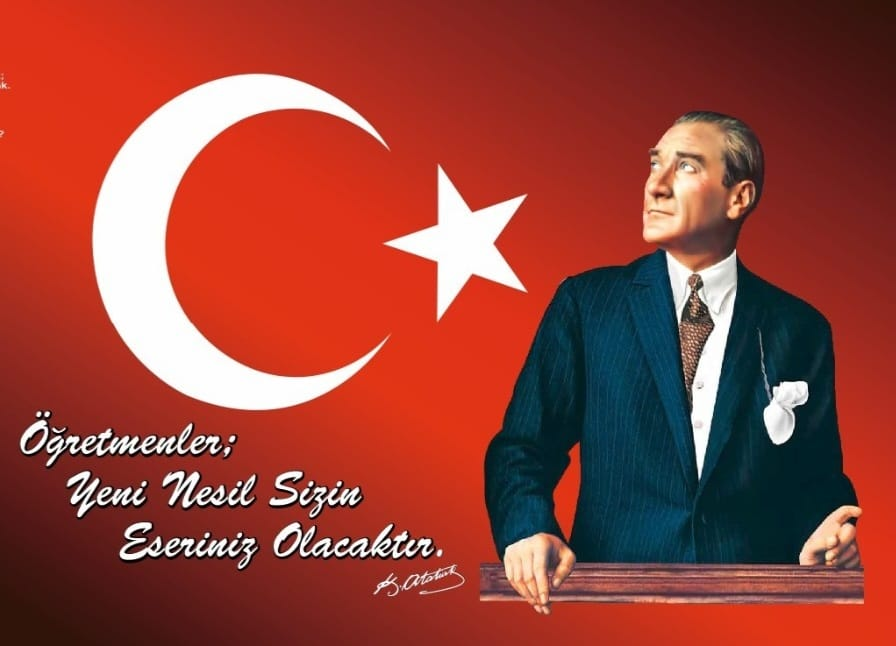 Öğretmenler;
Yeni Nesil Sizin
Eseriniz Olacaktır.
K. Atatürk